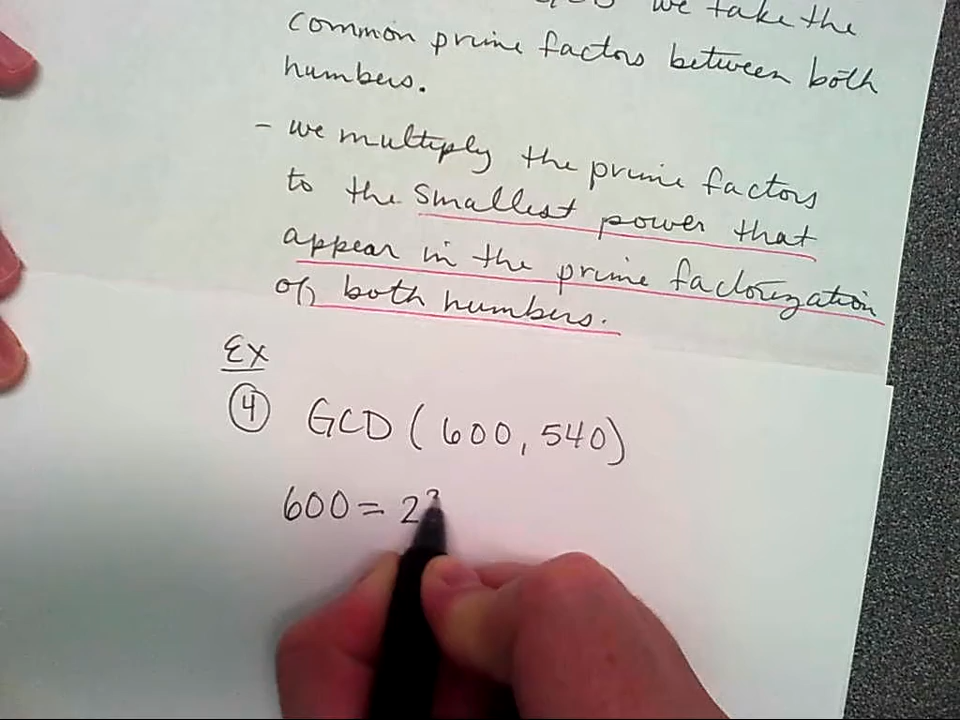 GCD we take the
common prime factors between both
numbers.
- we multiply the prime factors
to the smallest power that
appear in the prime factorization
of both numbers.
Ex
4 GCD (600, 540)
600 = 2